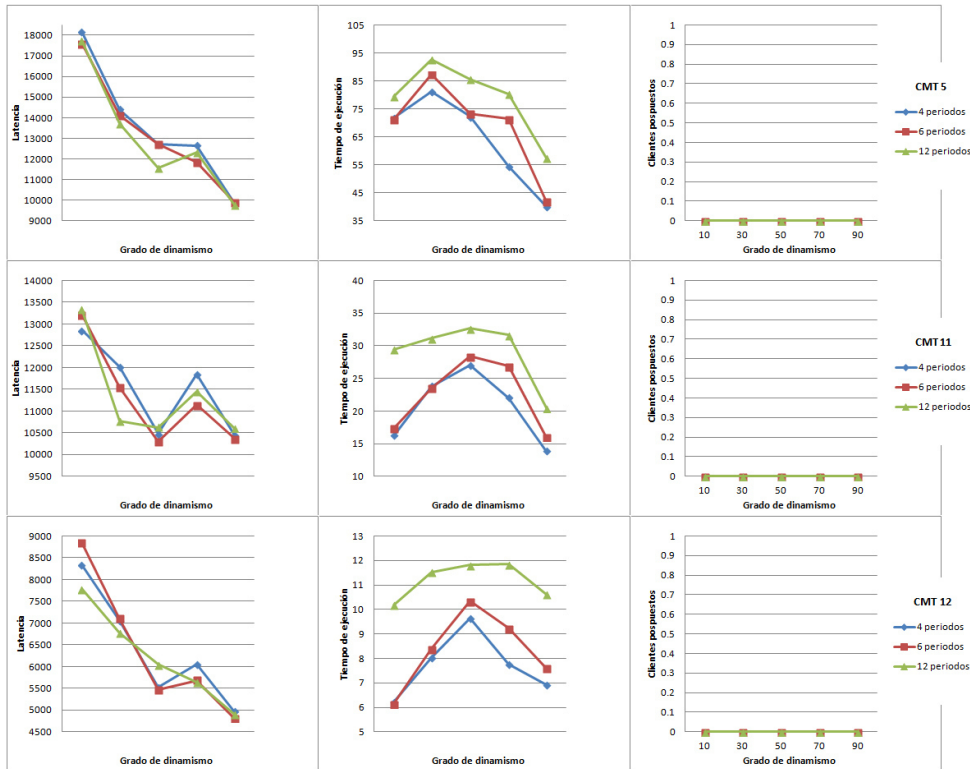 18000
17000
16000
15000
14000
13000
12000
11000
10000
9000
Latencia
Grado de dinamismo
105
95
85
75
65
55
45
35
Tiempo de ejecución
Grado de dinamismo
1
0.9
0.8
0.7
0.6
0.5
0.4
0.3
0.2
0.1
0
Clientes pospuestos
10 30 50 70 90
Grado de dinamismo
CMT 5
4 periodos
6 periodos
12 periodos
14000
13500
13000
12500
12000
11500
11000
10500
10000
9500
Latencia
Grado de dinamismo
40
35
30
25
20
15
10
Tiempo de ejecución
Grado de dinamismo
1
0.9
0.8
0.7
0.6
0.5
0.4
0.3
0.2
0.1
0
Clientes pospuestos
10 30 50 70 90
Grado de dinamismo
CMT11
4 periodos
6 periodos
12 periodos
9000
8500
8000
7500
7000
6500
6000
5500
5000
4500
Latencia
Grado de dinamismo
13
12
11
10
9
8
7
6
5
Tiempo de ejecución
Grado de dinamismo
1
0.9
0.8
0.7
0.6
0.5
0.4
0.3
0.2
0.1
0
Clientes pospuestos
10 30 50 70 90
Grado de dinamismo
CMT 12
4 periodos
6 periodos
12 periodos